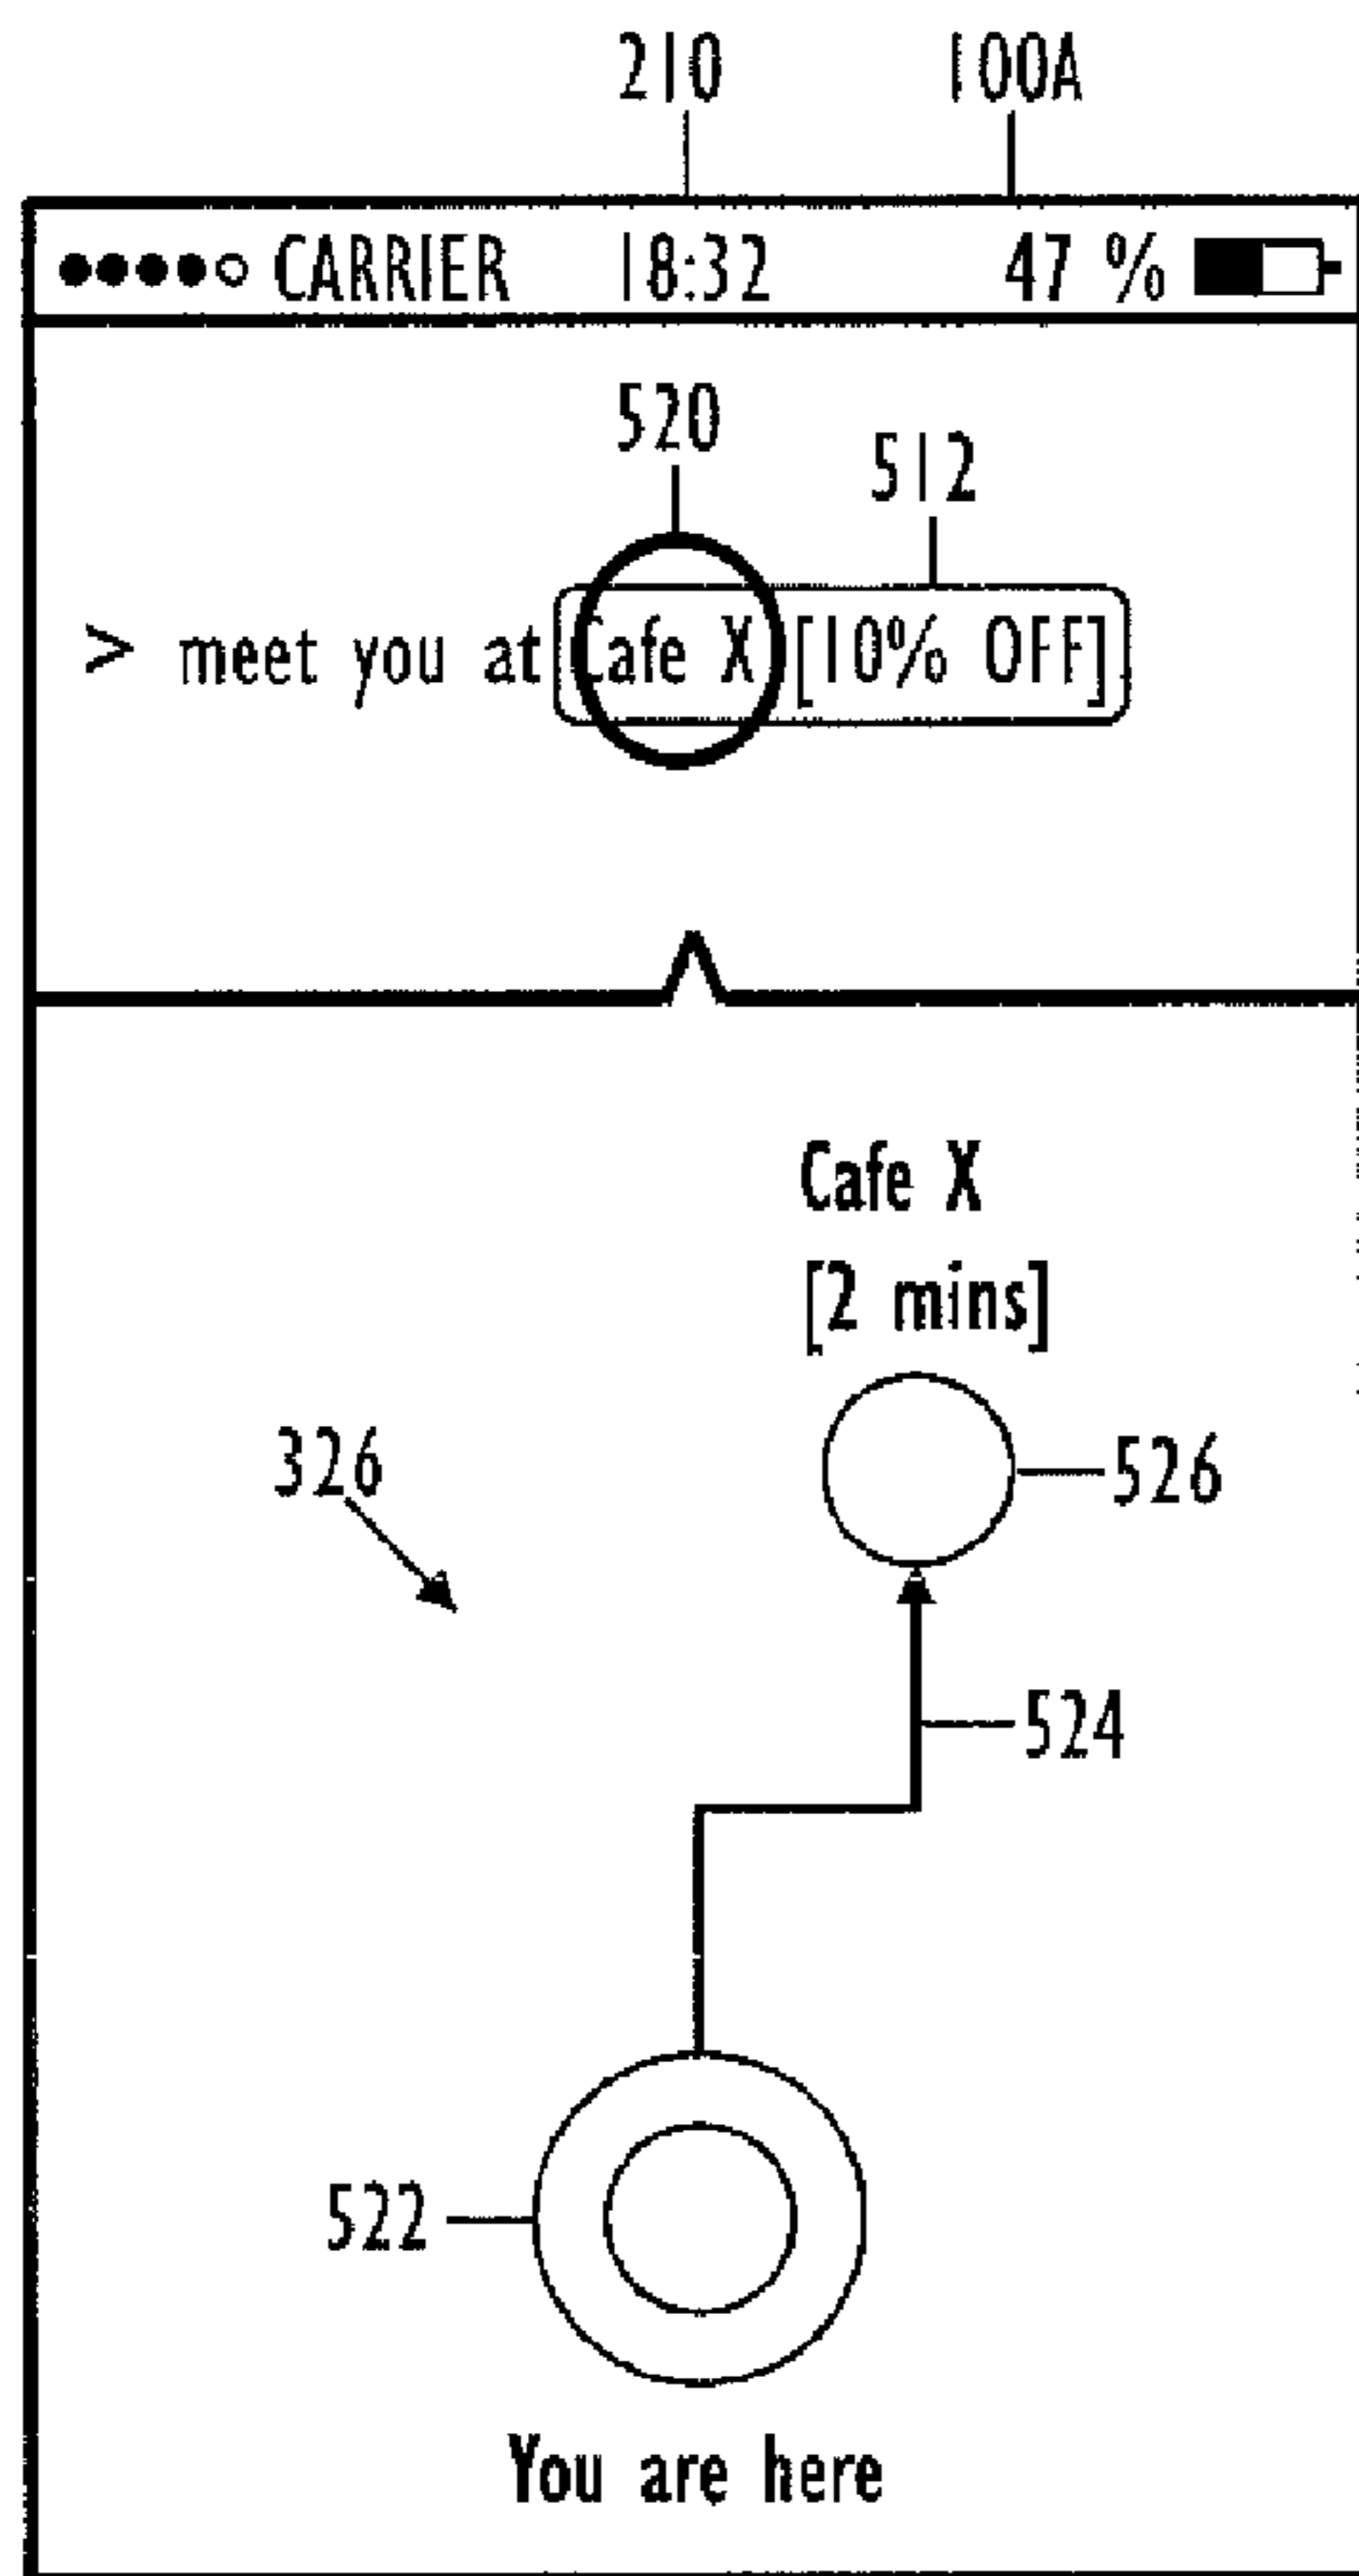 210 100A
CARRIER 18:32 47 %
520
512
> meet you at Cafe X [10% OFF]
Cafe X
[2 mins]
326
526
524
522
You are here